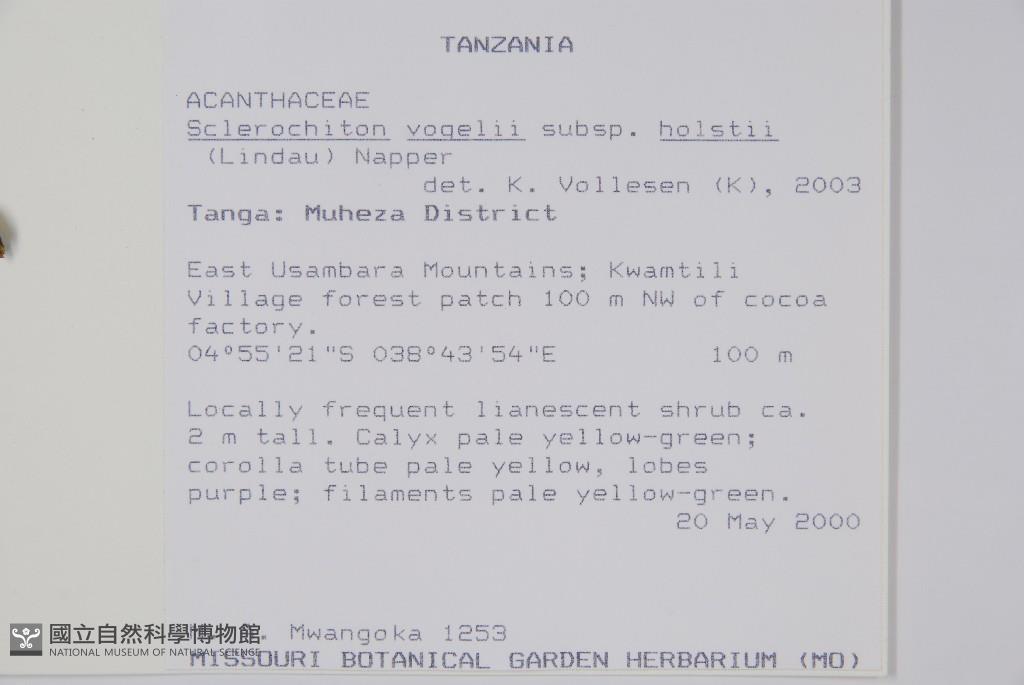 TANZANIA
ACANTHACEAE
Sclerochiton vogelii subsp. holstii
(Lindau) Napper
det. K. Vollesen (K), 2003
Tanga: Muheza District
East Usambara Mountains; Kwamtili
Village forest patch 100 m NW of cocoa
factory.
04°55'21"S 038°43'54"E 100 m
Locally frequent lianescent shrub ca.
2 m tall. Calyx pale yellow-green;
corolla tube pale yellow, lobes
purple; filaments pale yellow-green.
20 May 2000
Mwangoka 1253
國立自然科學博物館
NATIONAL MUSEUM OF NATURAL SCIENCE
MISSOURI BOTANICAL GARDEN HERBARIUM (MO)